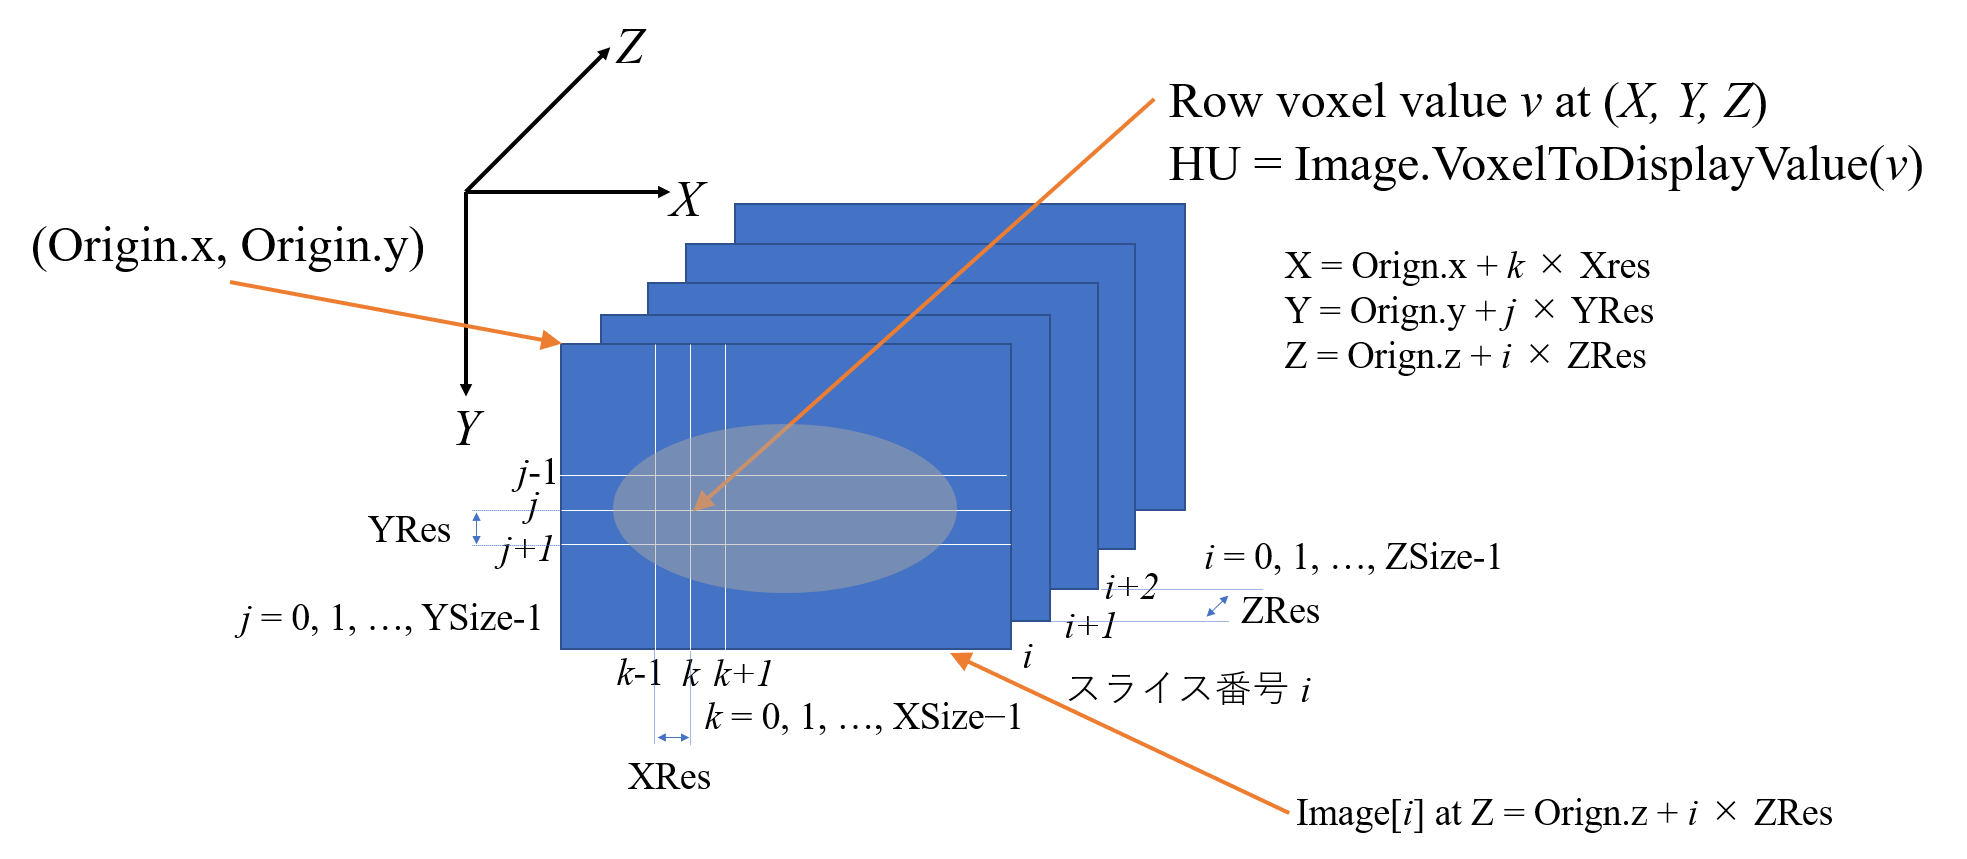 Z
X
Y
(Origin.x, Origin.y)
Row voxel value v at (X, Y, Z)
HU = Image.VoxelToDisplayValue(v)
X = Orign.x + k × Xres
Y = Orign.y + j × YRes
Z = Orign.z + i × ZRes
j-1
j
j+1
YRes
j = 0, 1, …, YSize-1
k-1 k k+1
k = 0, 1, …, XSize−1
XRes
i
i+1
i+2
i = 0, 1, …, ZSize-1
ZRes
スライス番号 i
Image[i] at Z = Orign.z + i × ZRes